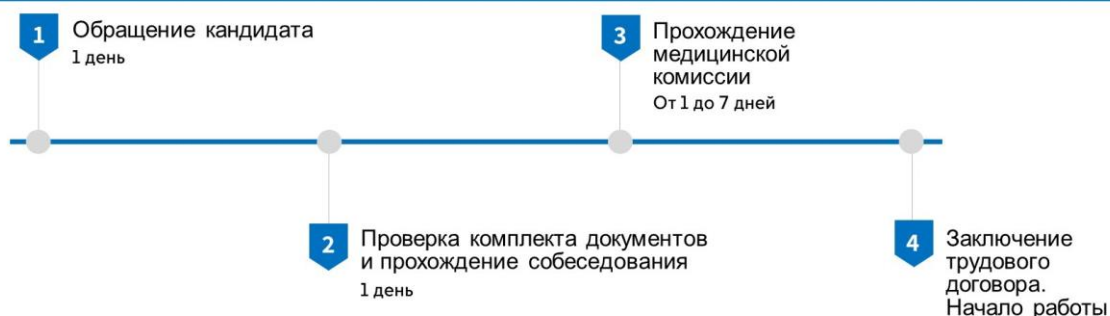 1
Обращение кандидата
1 день
3
Прохождение
медицинской
комиссии
От 1 до 7 дней
2
Проверка комплекта документов
и прохождение собеседования
1 день
4
Заключение
трудового
договора.
Начало работы